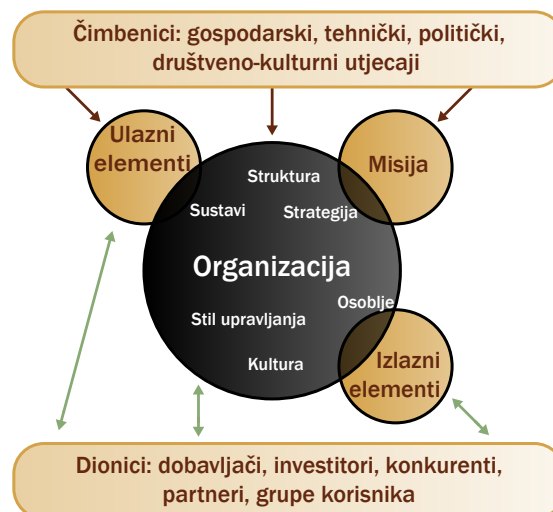 Čimbenici: gospodarski, tehnički, politički,
društveno-kulturni utjecaji
Ulazni
elementi
Misija
Struktura
Sustavi
Strategija
Organizacija
Osoblje
Stil upravljanja
Kultura
Izlazni
elementi
Dionici: dobavljači, investitori, konkurenti,
partneri, grupe korisnika